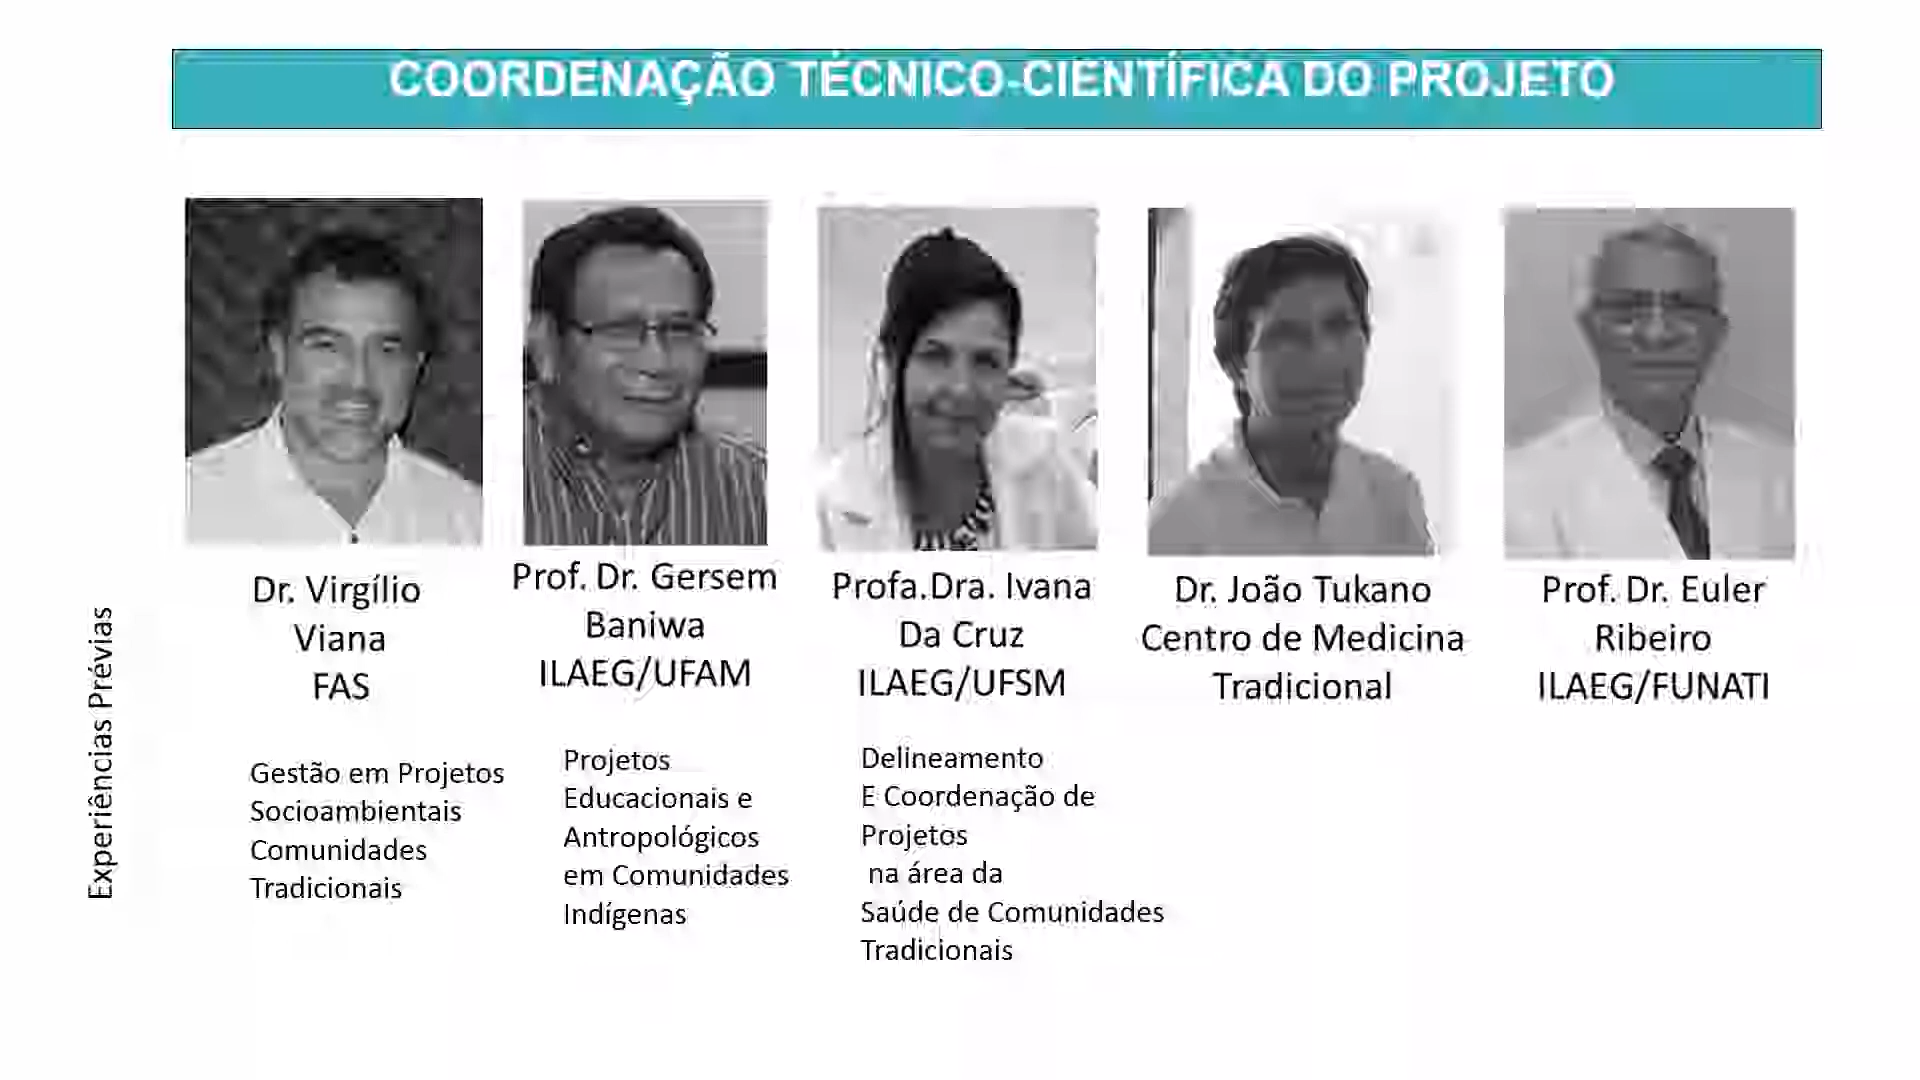 COORDENAÇÃO TÉCNICO-CIENTÍFICA DO PROJETO
Dr. Virgílio
Viana
FAS
Prof. Dr. Gersem
Baniwa
ILAEG/UFAM
Profa.Dra. Ivana
Da Cruz
ILAEG/UFSM
Dr. João Tukano
Centro de Medicina
Tradicional
Prof. Dr. Euler
Ribeiro
ILAEG/FUNATI
Experiências Prévias
Gestão em Projetos
Socioambientais
Comunidades
Tradicionais
Projetos
Educacionais e
Antropológicos
em Comunidades
Indígenas
Delineamento
E Coordenação de
Projetos
na área da
Saúde de Comunidades
Tradicionais